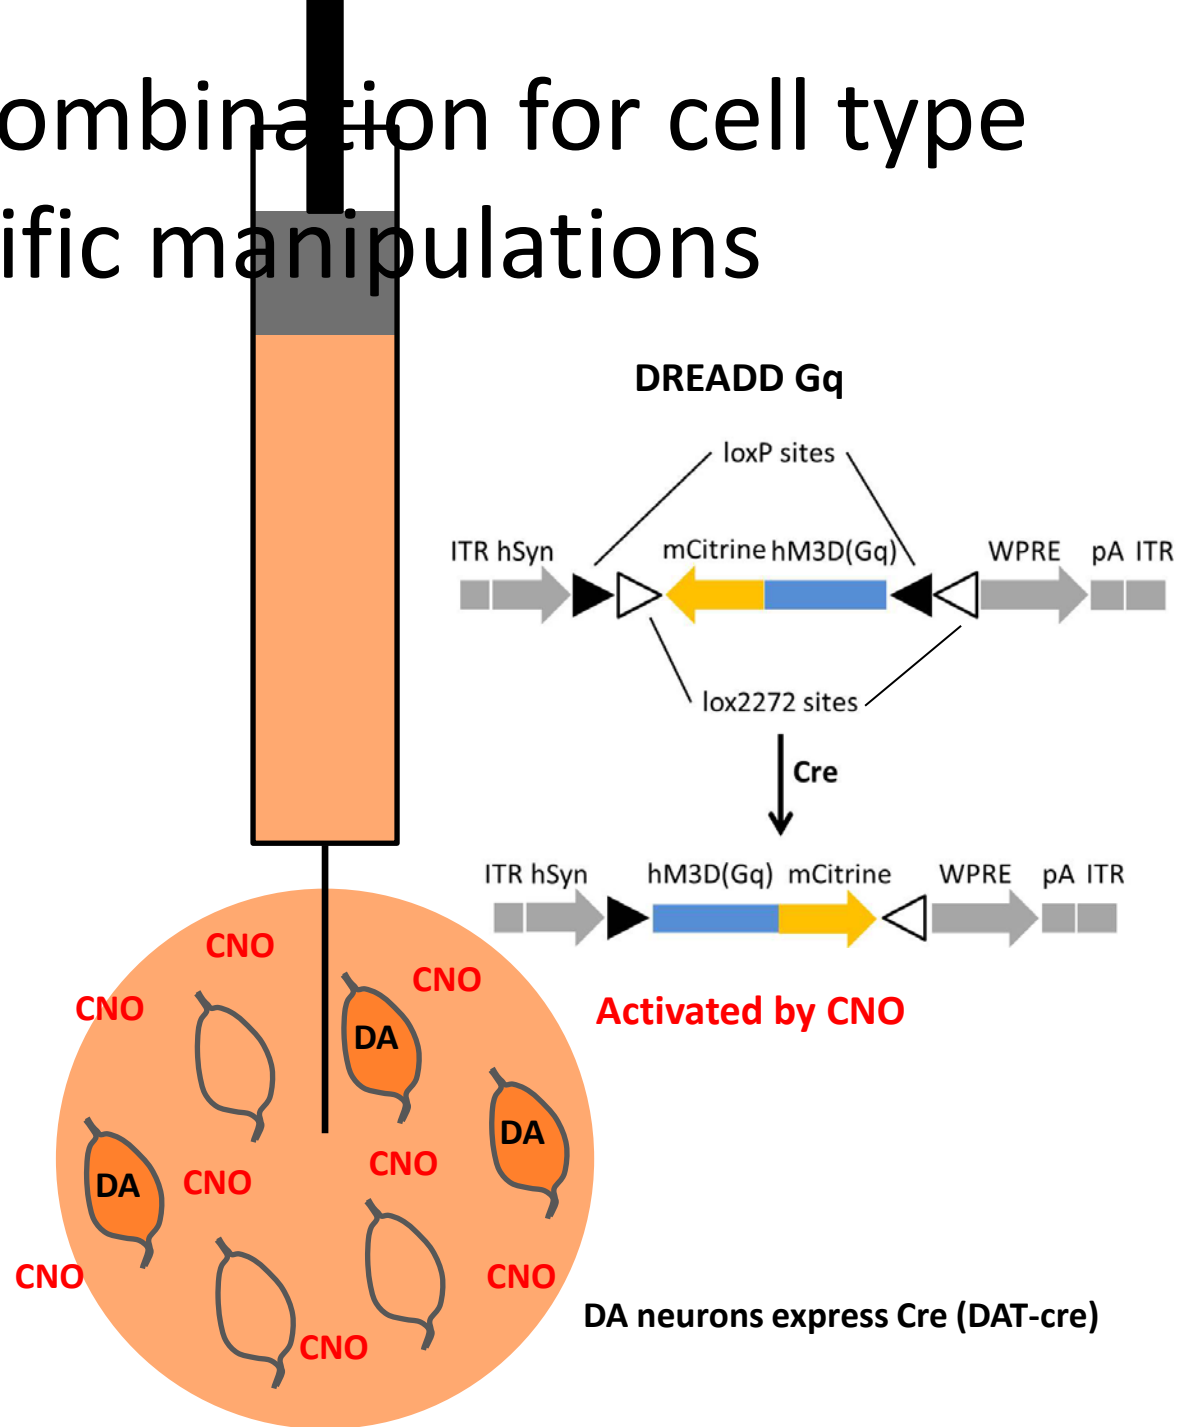 ombination for cell type
ific manipulations
DREADD Gq
loxP sites
ITR hSyn mCitrine hM3D(Gq) WPRE pA ITR
lox2272 sites
Cre
ITR hSyn hM3D(Gq) mCitrine WPRE pA ITR
CNO
CNO
CNO
Activated by CNO
DA
DA
CNO
DA
CNO
CNO
CNO
DA neurons express Cre (DAT-cre)
CNO